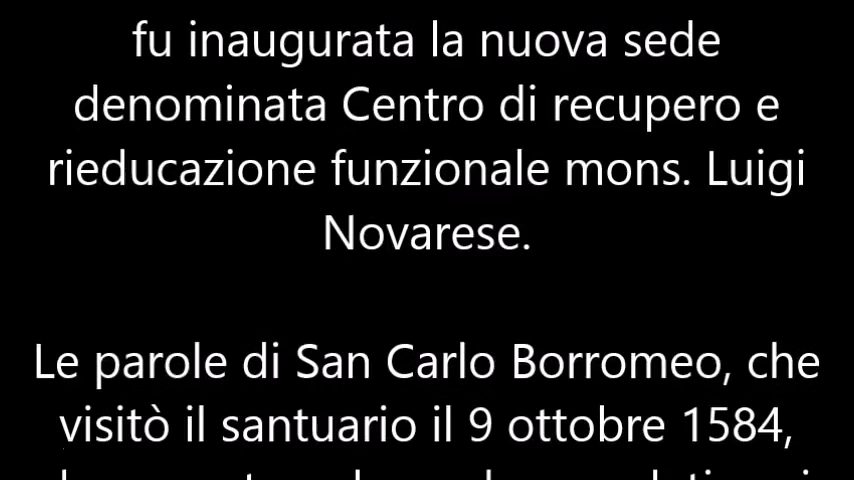 fu inaugurata la nuova sede
denominata Centro di recupero e
rieducazione funzionale mons. Luigi
Novarese.
Le parole di San Carlo Borromeo, che
visitò il santuario il 9 ottobre 1584,